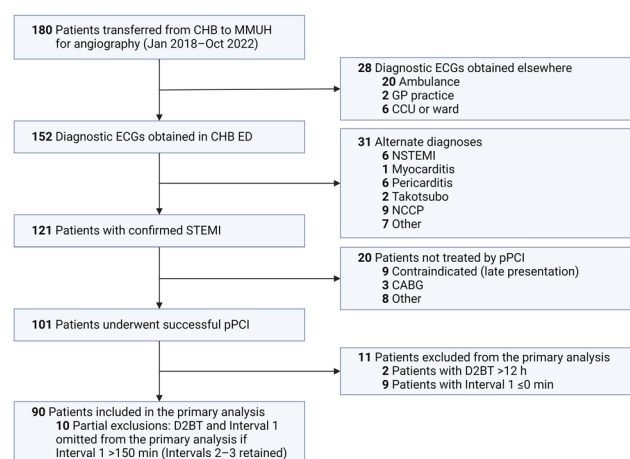 180 Patients transferred from CHB to MMUH
for angiography (Jan 2018–Oct 2022)
28 Diagnostic ECGs obtained elsewhere
20 Ambulance
2 GP practice
6 CCU or ward
152 Diagnostic ECGs obtained in CHB ED
31 Alternate diagnoses
6 NSTEMI
1 Myocarditis
6 Pericarditis
2 Takotsubo
9 NCCP
7 Other
121 Patients with confirmed STEMI
20 Patients not treated by pPCI
9 Contraindicated (late presentation)
3 CABG
8 Other
101 Patients underwent successful pPCI
11 Patients excluded from the primary analysis
2 Patients with D2BT >12 h
9 Patients with Interval 1 ≤0 min
90 Patients included in the primary analysis
10 Partial exclusions: D2BT and Interval 1
omitted from the primary analysis if
Interval 1 >150 min (Intervals 2–3 retained)